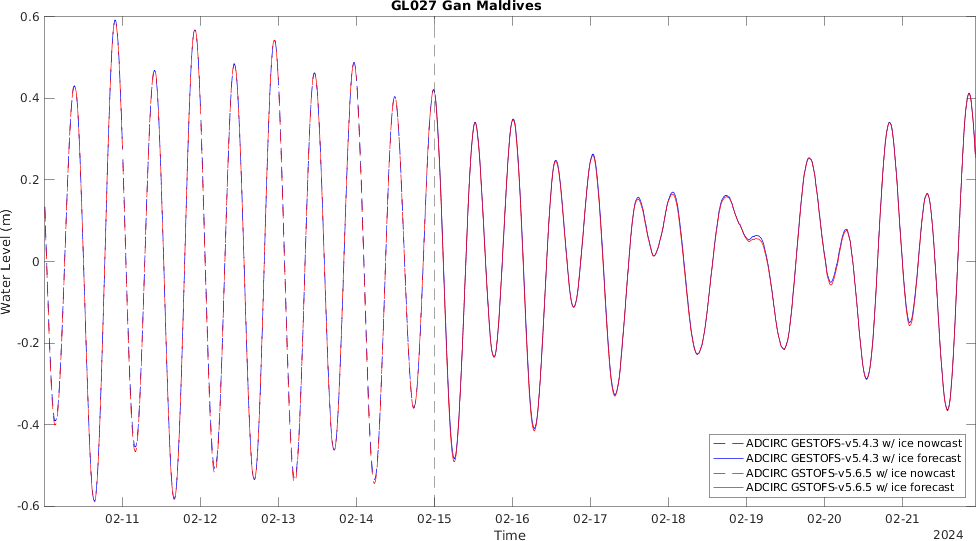 GL027 Gan Maldives
0.6
0.4
0.2
0
-0.2
-0.4
-0.6
Water Level (m)
ADCIRC GESTOFS-v5.4.3 w/ ice nowcast
ADCIRC GESTOFS-v5.4.3 w/ ice forecast
ADCIRC GSTOFS-v5.6.5 w/ ice nowcast
ADCIRC GSTOFS-v5.6.5 w/ ice forecast
02-11 02-12 02-13 02-14 02-15 02-16 02-17 02-18 02-19 02-20 02-21
Time
2024